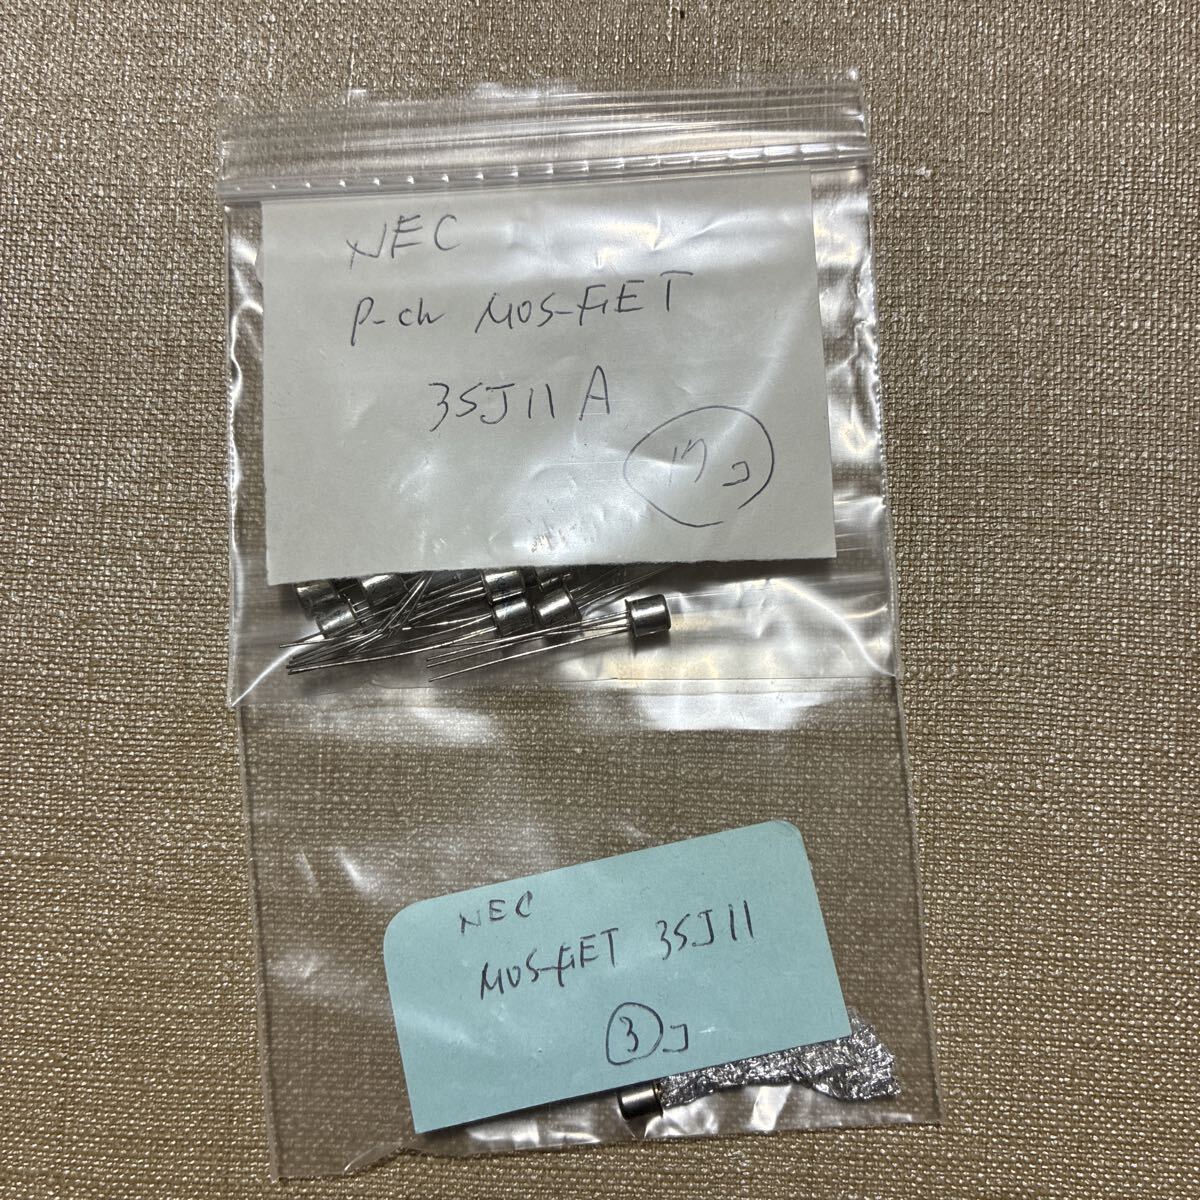 NEC
P-ch MOS-FET
3SJ11A
17コ
NEC
MOS-FET 3SJ11
3コ